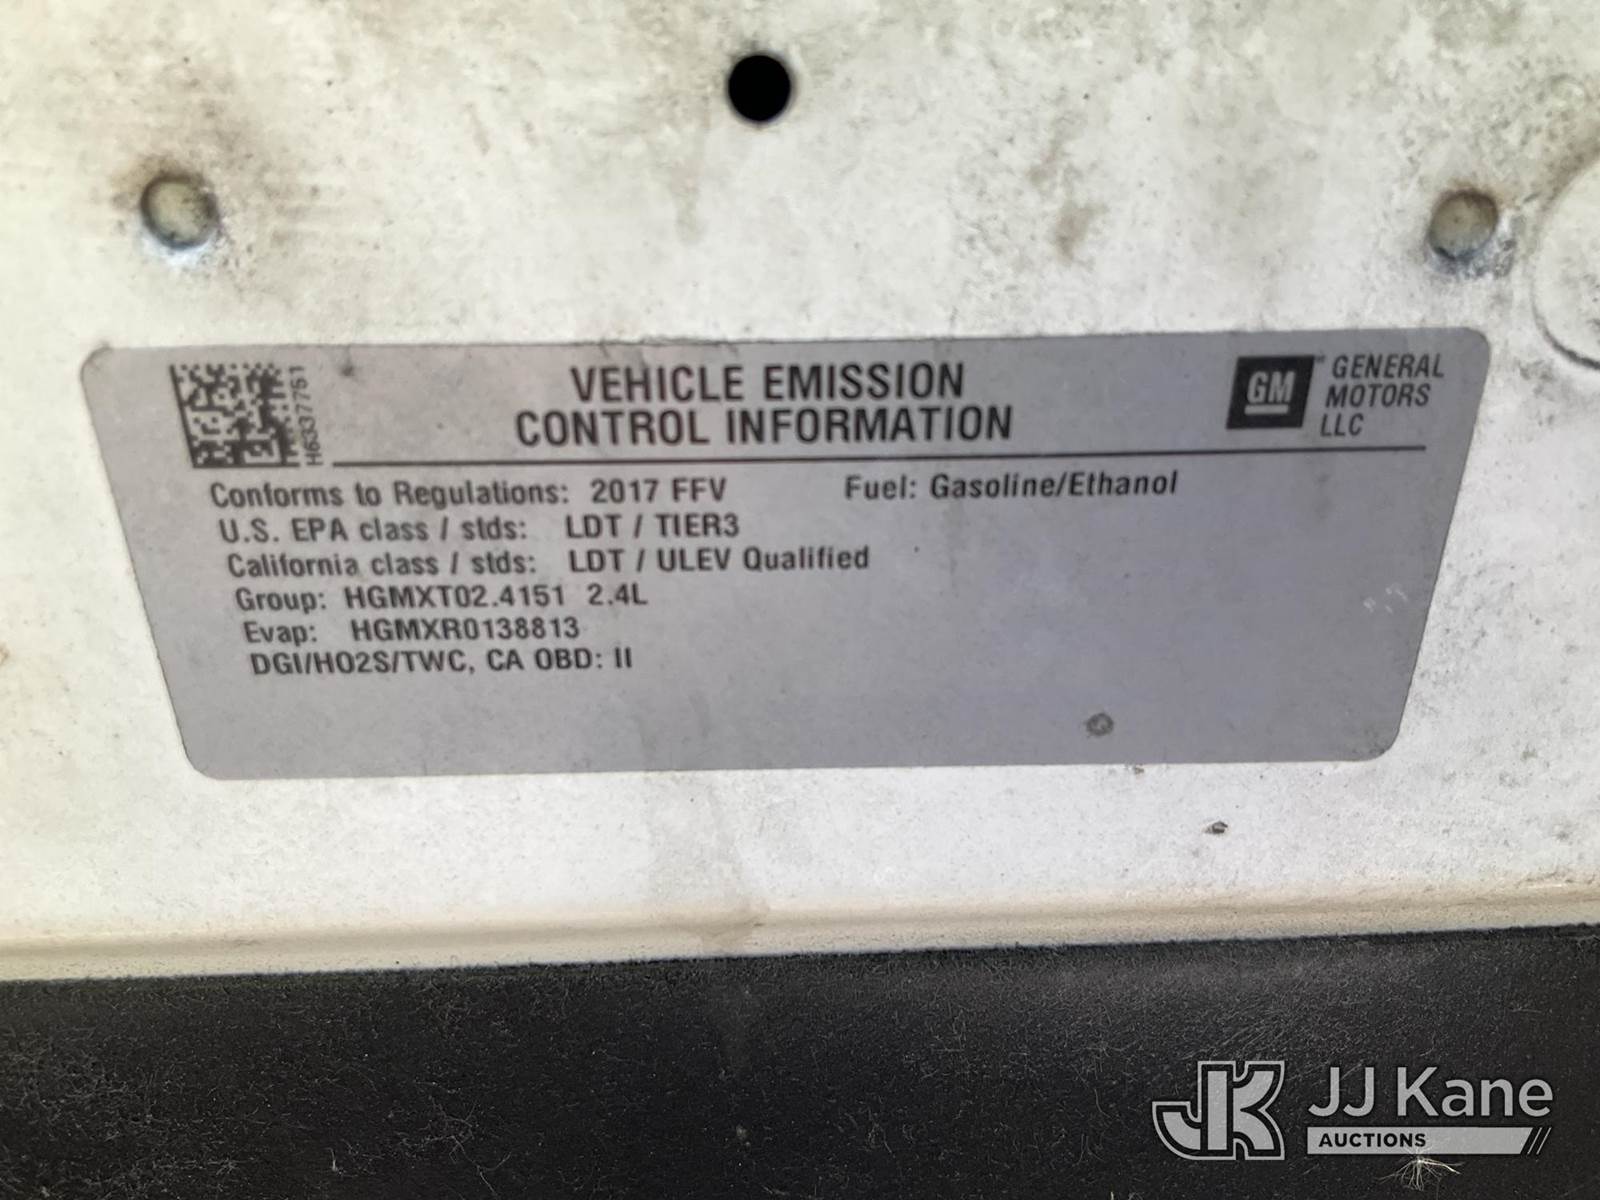 H6337751
VEHICLE EMISSION
CONTROL INFORMATION
GM
GENERAL
MOTORS
LLC
Conforms to Regulations: 2017 FFV Fuel: Gasoline/Ethanol
U.S. EPA class / stds: LDT / TIER3
California class / stds: LDT / ULEV Qualified
Group: HGMXT02.4151 2.4L
Evap: HGMXR0138813
DGI/HO2S/TWC, CA OBD: II
JK
JJ Kane
AUCTIONS